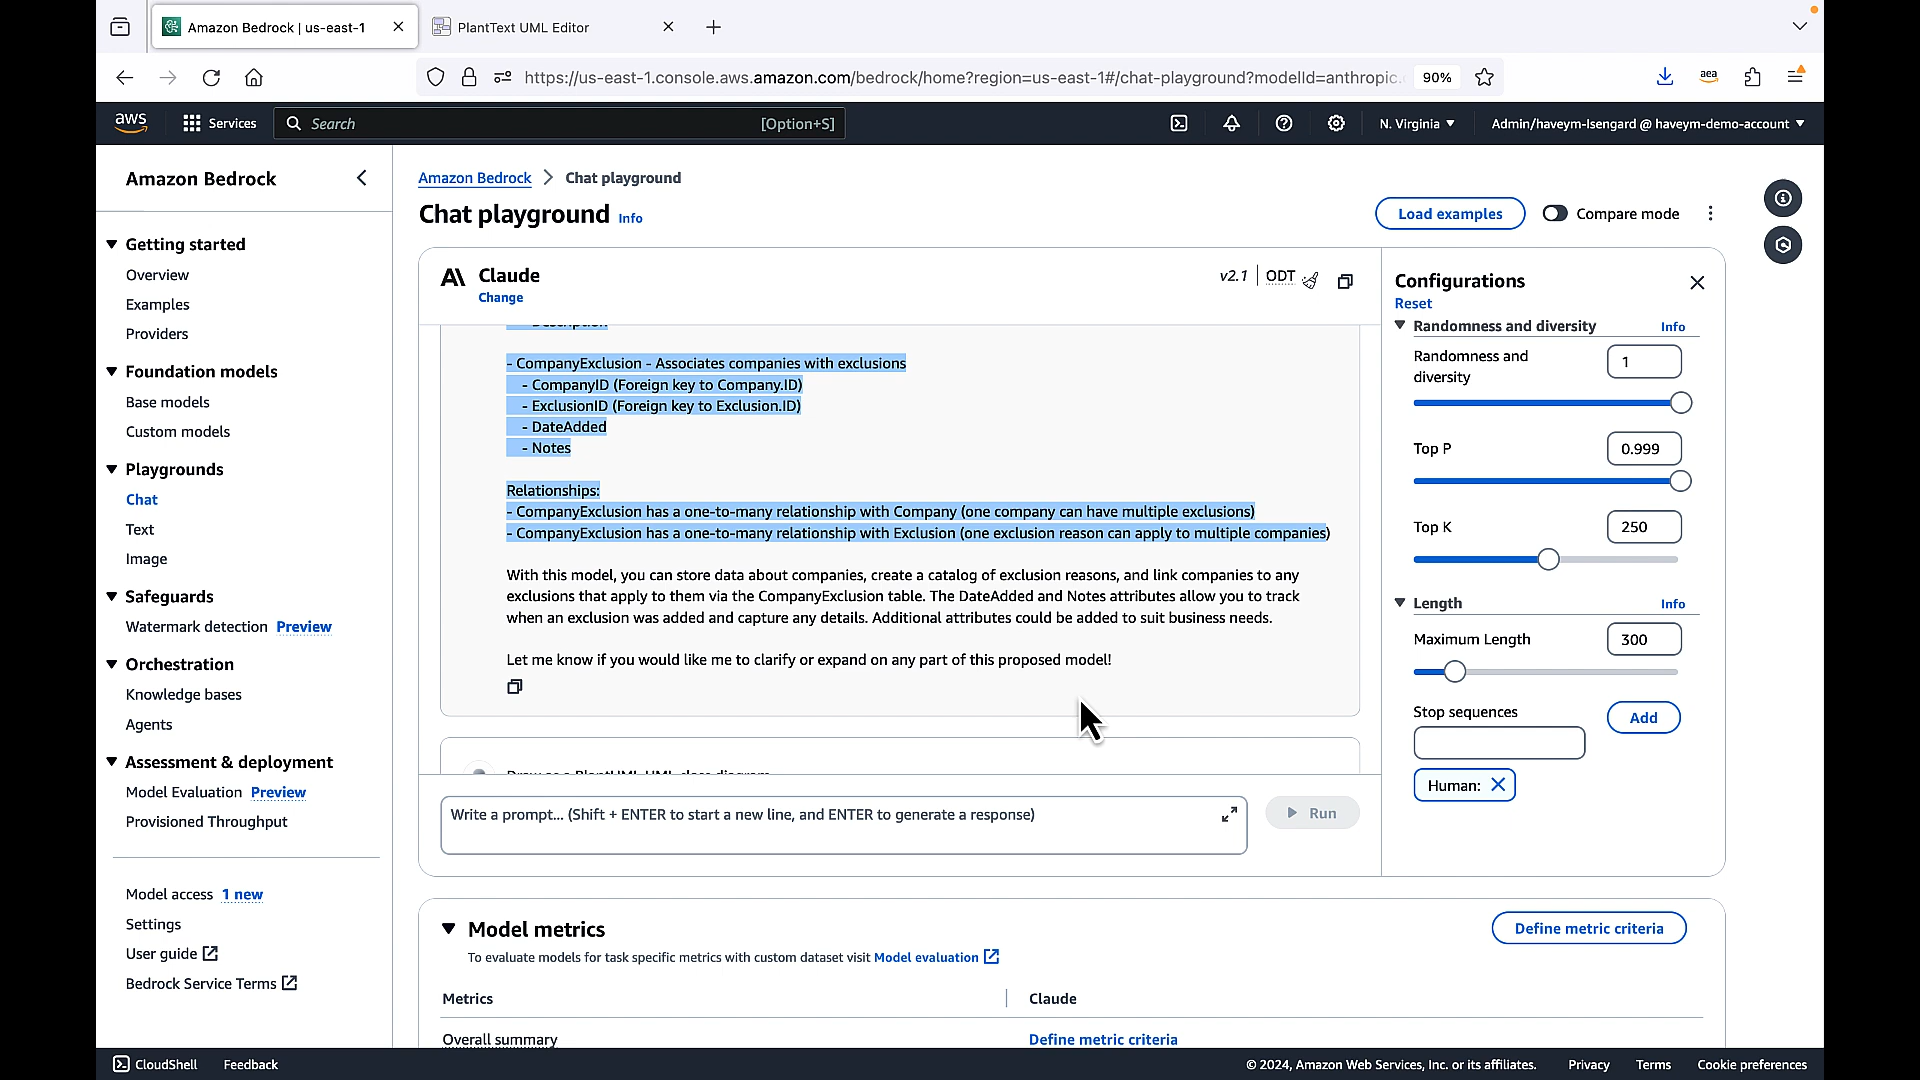 Amazon Bedrock | us-east-1
PlantText UML Editor
https://us-east-1.console.aws.amazon.com/bedrock/home?region=us-east-1#/chat-playground?modelId=anthropic.
90%
aea
aws
Services
Search
[Option+S]
N. Virginia
Admin/haveym-Isengard @ haveym-demo-account
Amazon Bedrock
Getting started
Overview
Examples
Providers
Foundation models
Base models
Custom models
Playgrounds
Chat
Text
Image
Safeguards
Watermark detection Preview
Orchestration
Knowledge bases
Agents
Assessment & deployment
Model Evaluation Preview
Provisioned Throughput
Model access 1 new
Settings
User guide
Bedrock Service Terms
Amazon Bedrock > Chat playground
Chat playground Info
Load examples
Compare mode
Claude
Change
v2.1 | ODT
- Description
- CompanyExclusion - Associates companies with exclusions
- CompanyID (Foreign key to Company.ID)
- ExclusionID (Foreign key to Exclusion.ID)
- DateAdded
- Notes
Relationships:
- CompanyExclusion has a one-to-many relationship with Company (one company can have multiple exclusions)
- CompanyExclusion has a one-to-many relationship with Exclusion (one exclusion reason can apply to multiple companies)
With this model, you can store data about companies, create a catalog of exclusion reasons, and link companies to any
exclusions that apply to them via the CompanyExclusion table. The DateAdded and Notes attributes allow you to track
when an exclusion was added and capture any details. Additional attributes could be added to suit business needs.
Let me know if you would like me to clarify or expand on any part of this proposed model!
Draw as a PlantUML UML class diagram
Write a prompt... (Shift + ENTER to start a new line, and ENTER to generate a response)
Run
Configurations
Reset
Randomness and diversity
Info
Randomness and
diversity
1
Top P
0.999
Top K
250
Length
Info
Maximum Length
300
Stop sequences
Add
Human:
Model metrics
Define metric criteria
To evaluate models for task specific metrics with custom dataset visit Model evaluation
Metrics
Claude
Overall summary
Define metric criteria
CloudShell
Feedback
© 2024, Amazon Web Services, Inc. or its affiliates.
Privacy
Terms
Cookie preferences